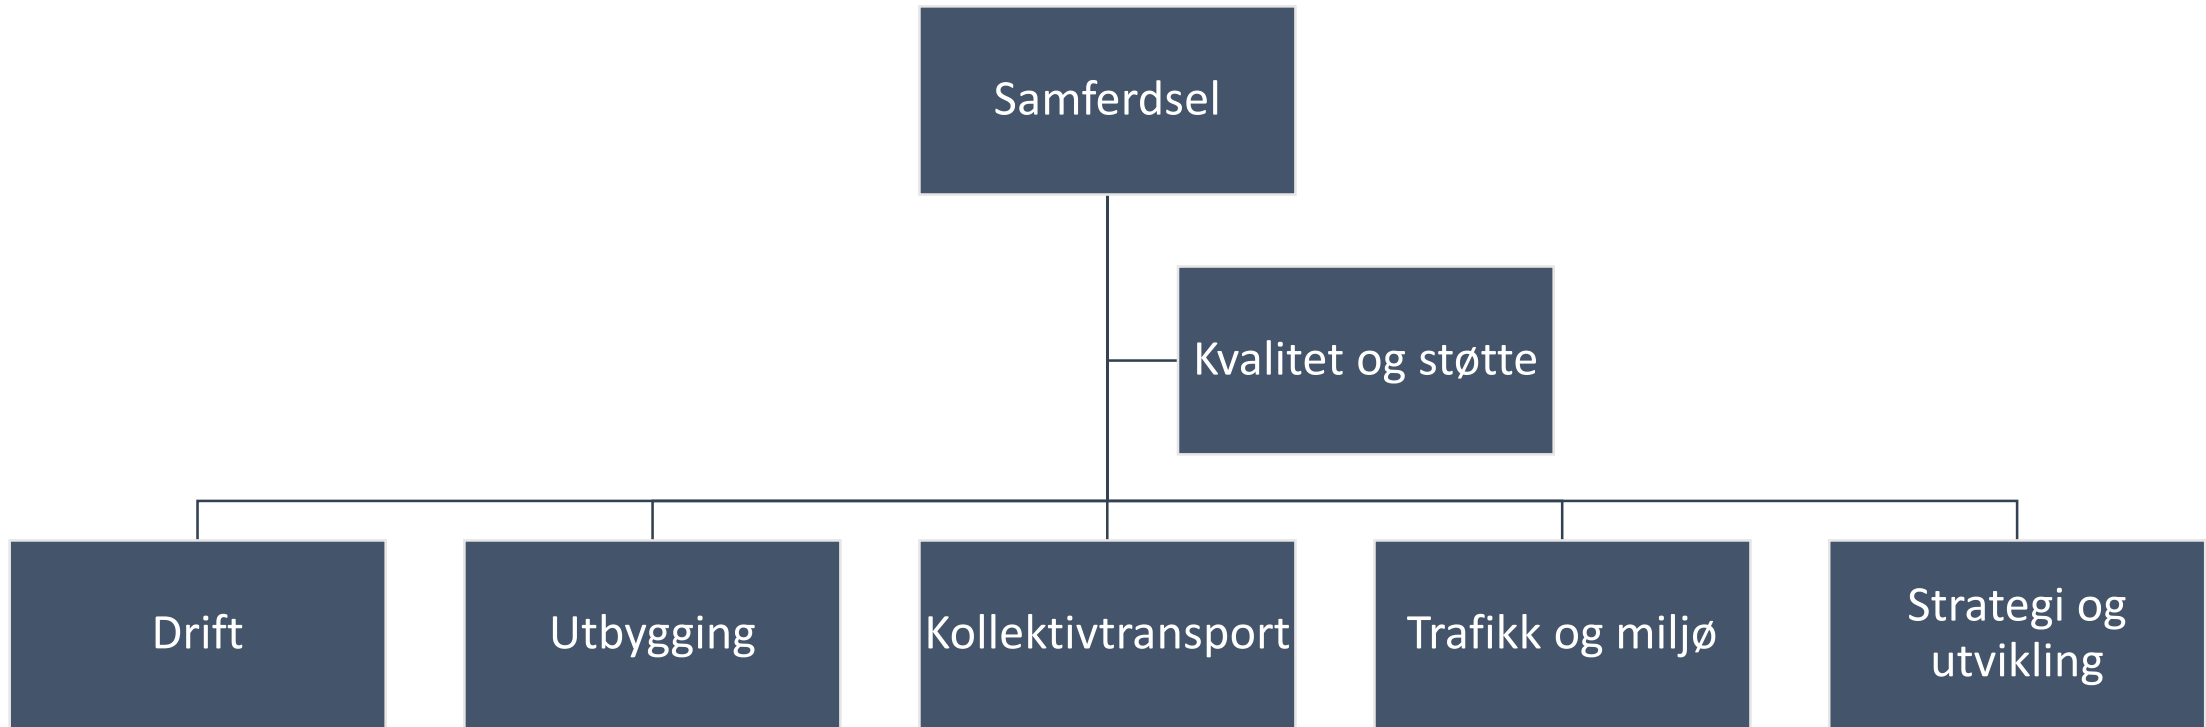 Samferdsel
Kvalitet og støtte
Drift
Utbygging
Kollektivtransport
Trafikk og miljø
Strategi og
utvikling